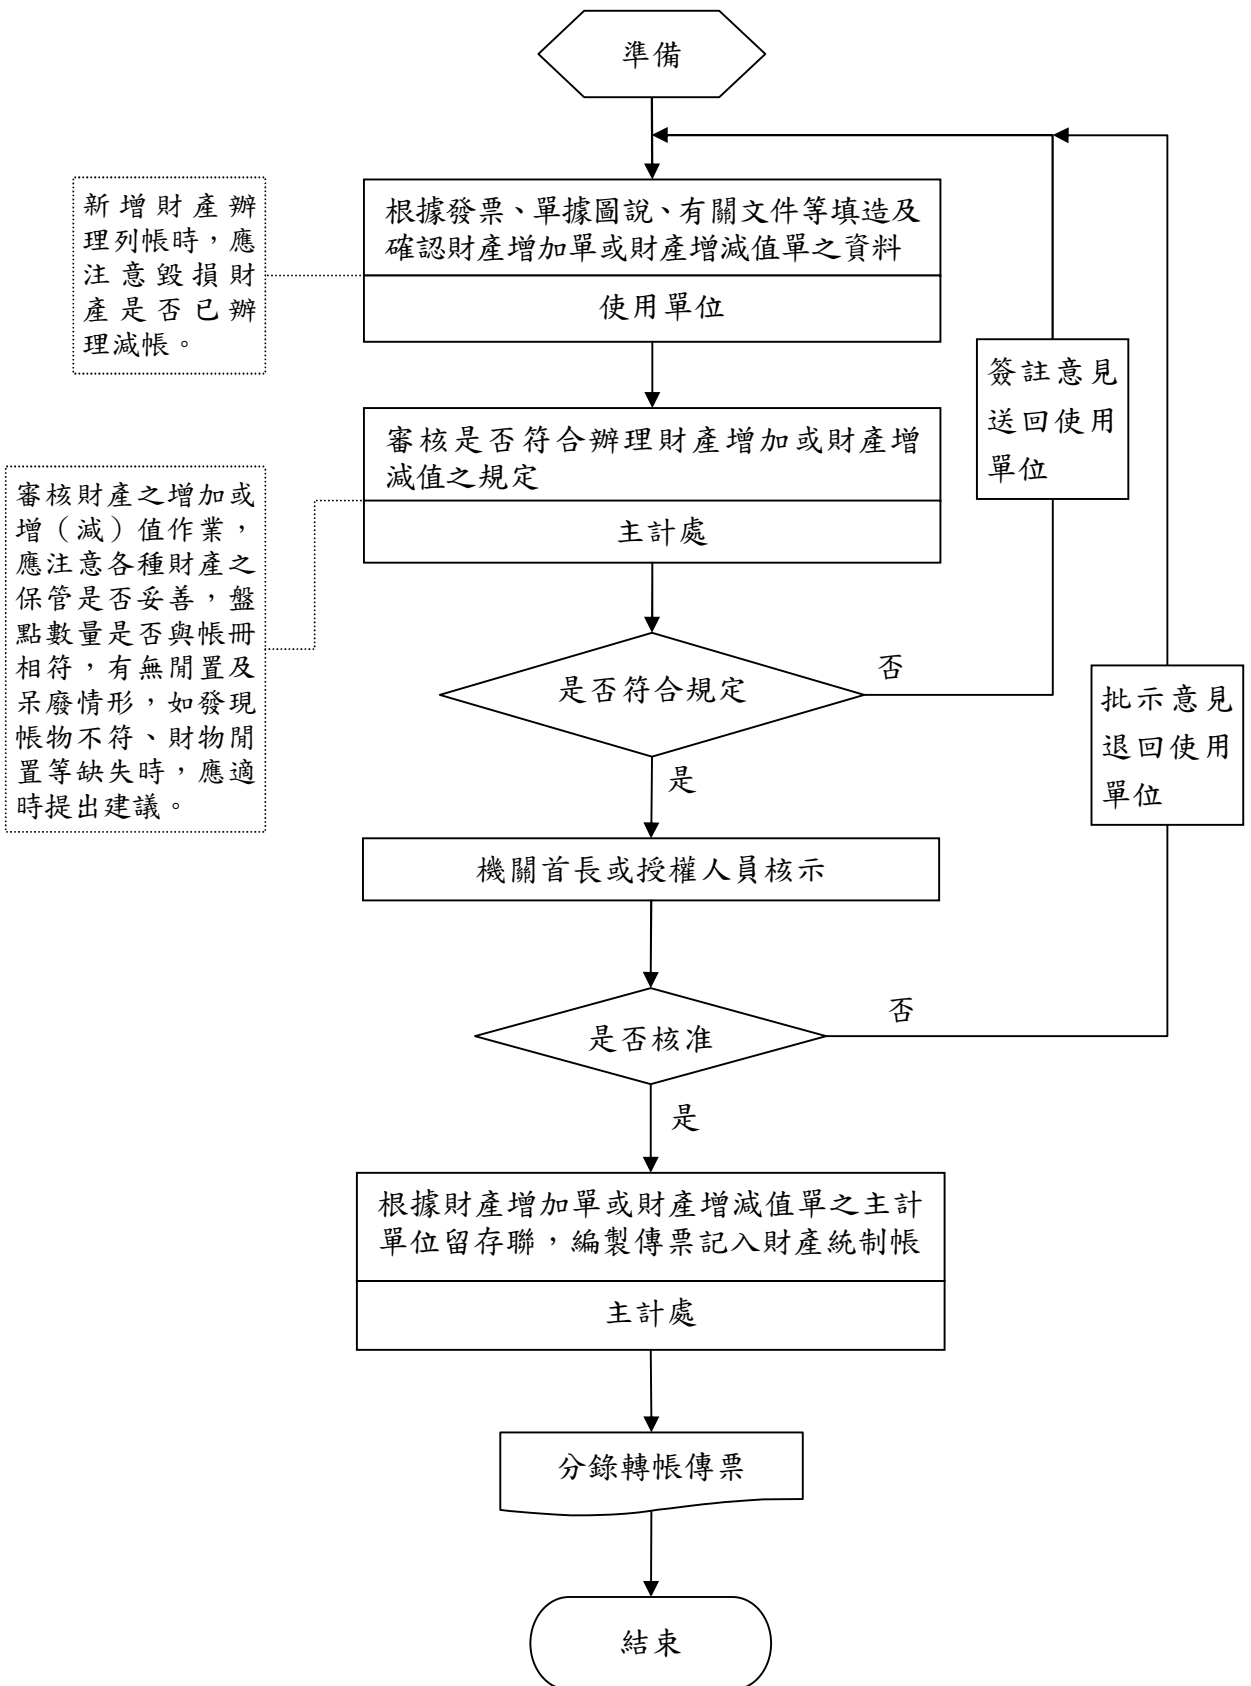 準備
新增財產辦
理列帳時，應
注意毀損財
產是否已辦
理減帳。
根據發票、單據圖說、有關文件等填造及
確認財產增加單或財產增減值單之資料
使用單位
簽註意見
送回使用
單位
審核是否符合辦理財產增加或財產增
減值之規定
主計處
審核財產之增加或
增（減）值作業，
應注意各種財產之
保管是否妥善，盤
點數量是否與帳冊
相符，有無閒置及
呆廢情形，如發現
帳物不符、財物閒
置等缺失時，應適
時提出建議。
是否符合規定
否
是
批示意見
退回使用
單位
機關首長或授權人員核示
是否核准
否
是
根據財產增加單或財產增減值單之主計
單位留存聯，編製傳票記入財產統制帳
主計處
分錄轉帳傳票
結束